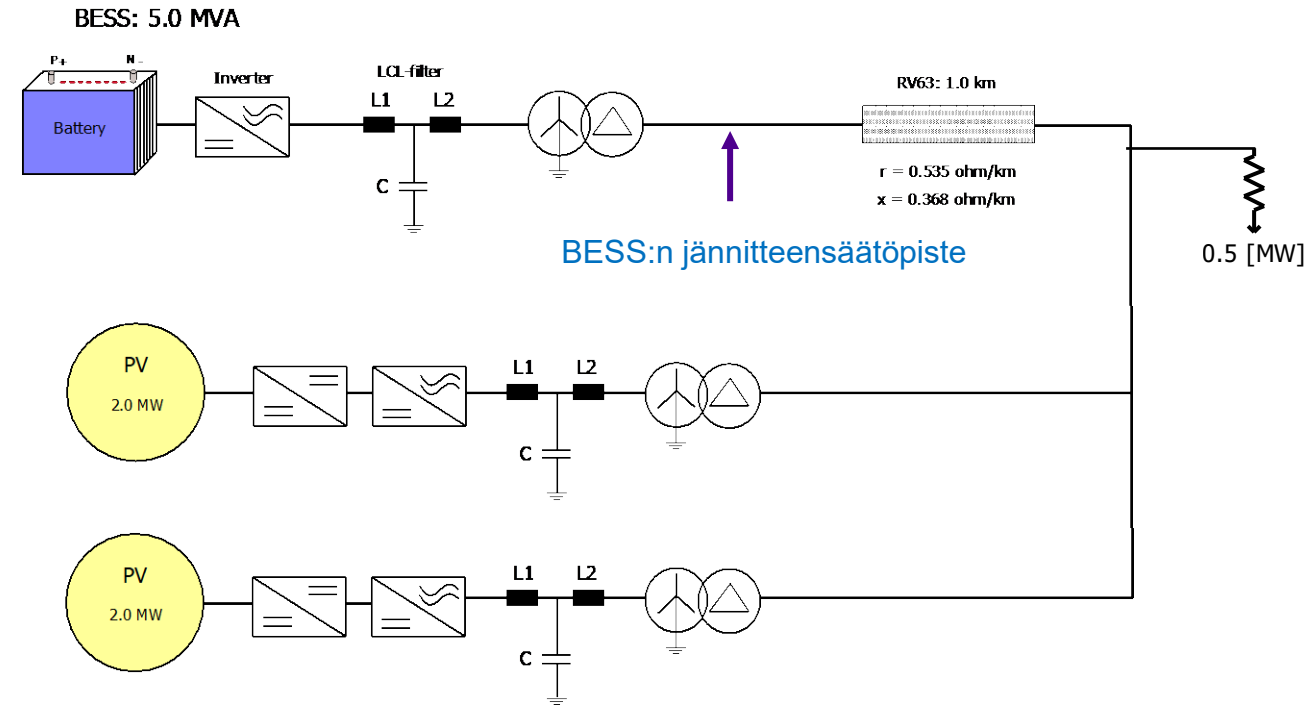 BESS: 5.0 MVA
P+
N-
Battery
Inverter
LCL-filter
L1
L2
C
RV63: 1.0 km
r = 0.535 ohm/km
x = 0.368 ohm/km
BESS:n jännitteensäätöpiste
0.5 [MW]
PV
2.0 MW
L1
L2
C
PV
2.0 MW
L1
L2
C